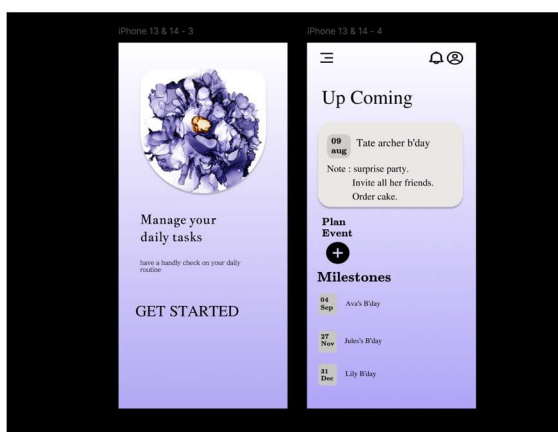 iPhone 13 & 14 - 3
Manage your
daily tasks
have a handly check on your daily
routine
GET STARTED
iPhone 13 & 14 - 4
Up Coming
09
aug
Tate archer b'day
Note : surprise party.
Invite all her friends.
Order cake.
Plan
Event
Milestones
04
Sep
Ava's B'day
27
Nov
Jules's B'day
31
Dec
Lily B'day